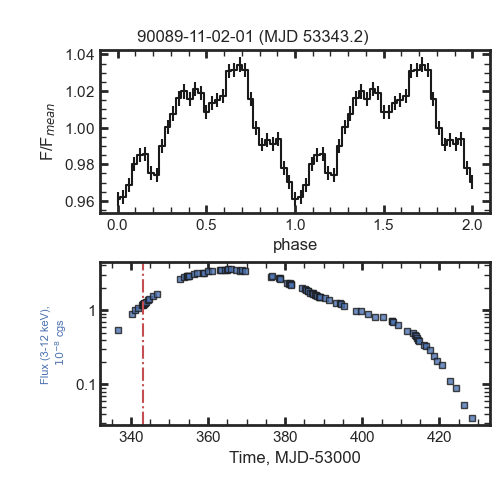 90089-11-02-01 (MJD 53343.2)
1.04
1.02
1.00
0.98
0.96
F/F_mean
0.0 0.5 1.0 1.5 2.0
phase
1
0.1
Flux (3-12 keV),
10⁻⁸ cgs
340 360 380 400 420
Time, MJD-53000